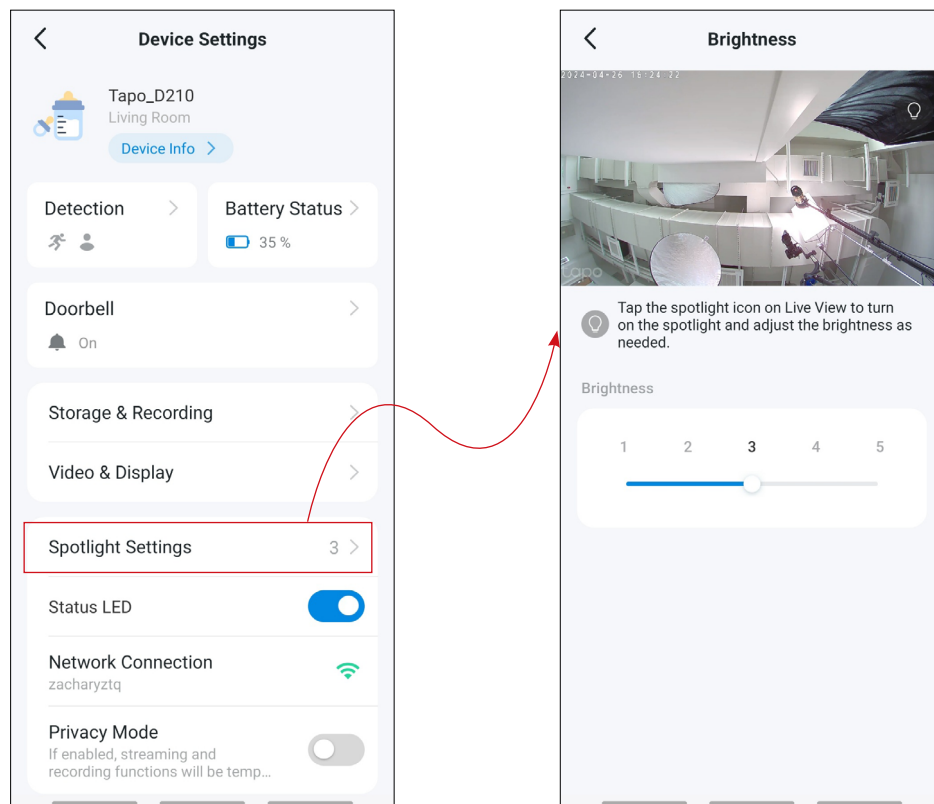 Device Settings
Tapo_D210
Living Room
Device Info
Detection
Battery Status
35 %
Doorbell
On
Storage & Recording
Video & Display
Spotlight Settings
3
Status LED
Network Connection
zacharyztq
Privacy Mode
If enabled, streaming and
recording functions will be temp...
Brightness
2024-04-26 16:24:22
tapo
Tap the spotlight icon on Live View to turn
on the spotlight and adjust the brightness as
needed.
Brightness
1 2 3 4 5